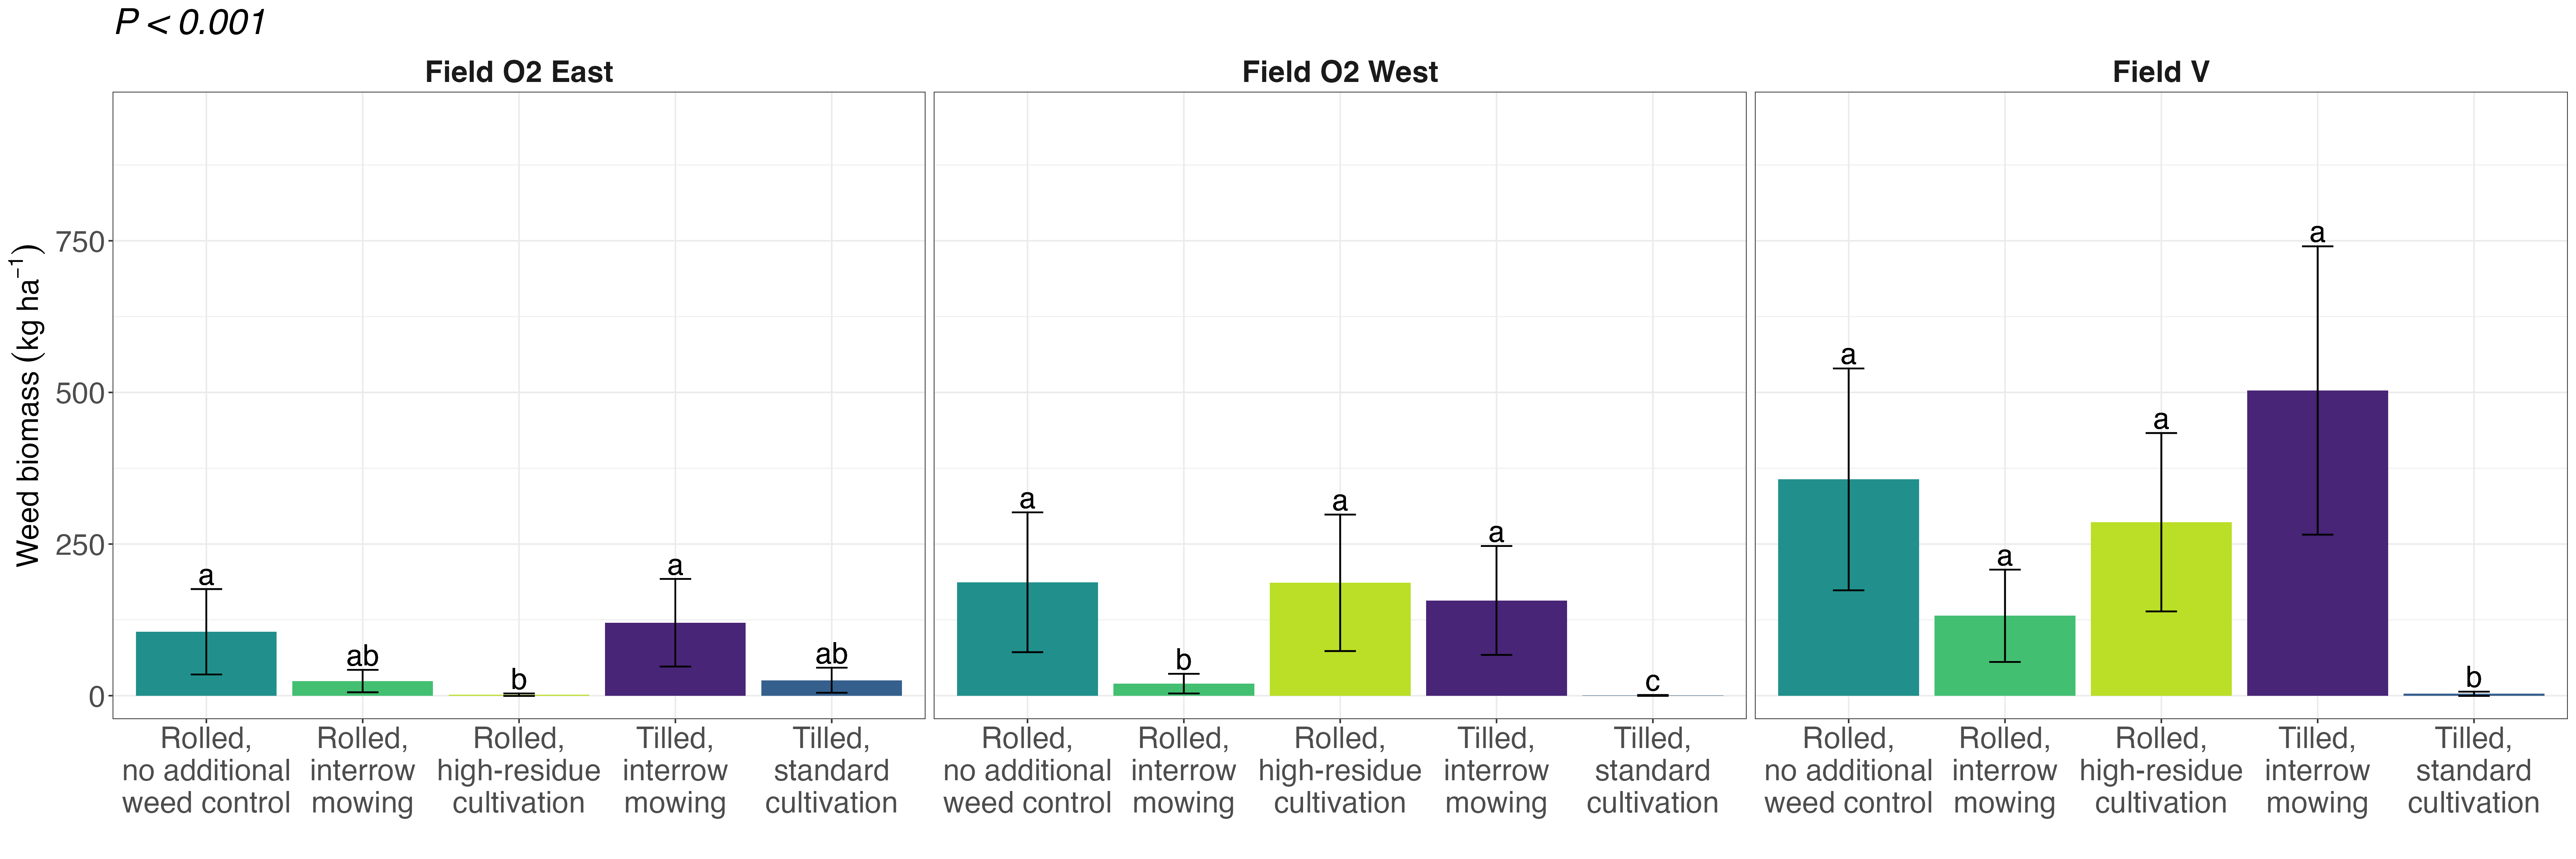 P < 0.001
Field O2 East
Field O2 West
Field V
Weed biomass (kg ha⁻¹)
750
500
250
0
a
ab
b
a
ab
a
b
a
a
c
a
a
a
a
b
Rolled,
no additional
weed control
Rolled,
interrow
mowing
Rolled,
high-residue
cultivation
Tilled,
interrow
mowing
Tilled,
standard
cultivation
Rolled,
no additional
weed control
Rolled,
interrow
mowing
Rolled,
high-residue
cultivation
Tilled,
interrow
mowing
Tilled,
standard
cultivation
Rolled,
no additional
weed control
Rolled,
interrow
mowing
Rolled,
high-residue
cultivation
Tilled,
interrow
mowing
Tilled,
standard
cultivation